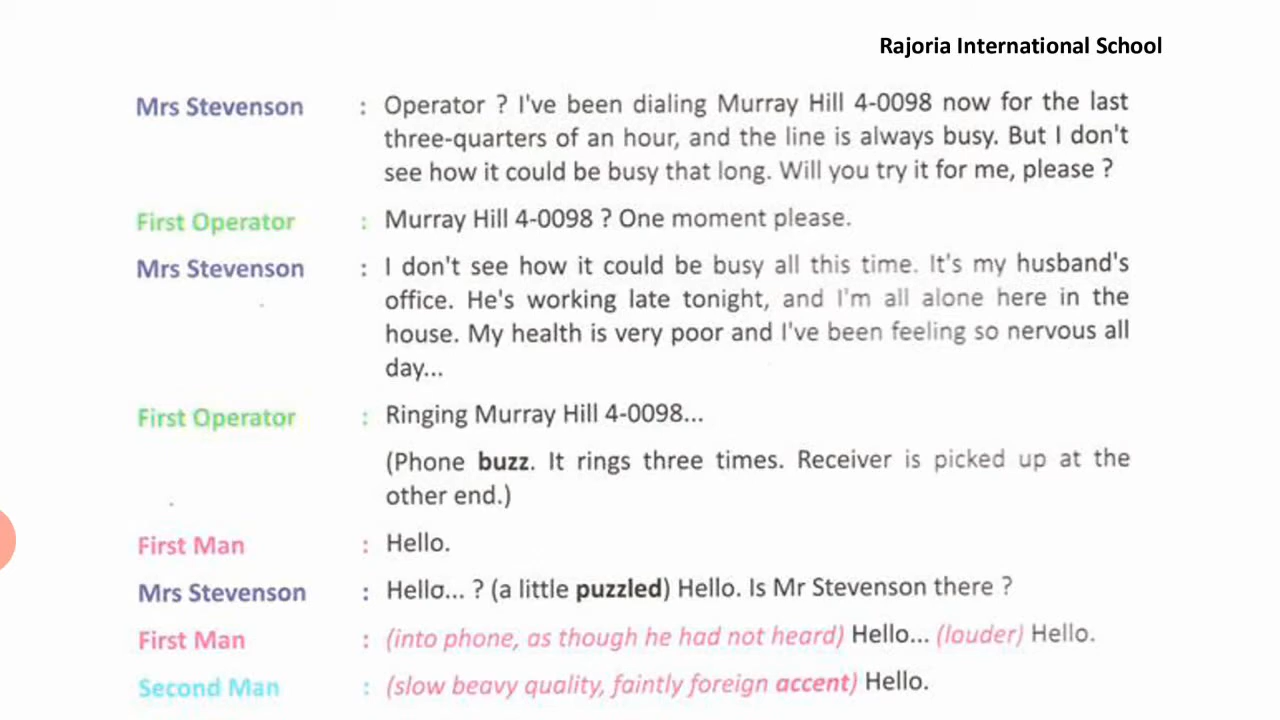 Rajoria International School
Mrs Stevenson : Operator ? I've been dialing Murray Hill 4-0098 now for the last
three-quarters of an hour, and the line is always busy. But I don't
see how it could be busy that long. Will you try it for me, please ?
First Operator : Murray Hill 4-0098 ? One moment please.
Mrs Stevenson : I don't see how it could be busy all this time. It's my husband's
office. He's working late tonight, and I'm all alone here in the
house. My health is very poor and I've been feeling so nervous all
day...
First Operator : Ringing Murray Hill 4-0098...
(Phone buzz. It rings three times. Receiver is picked up at the
other end.)
First Man : Hello.
Mrs Stevenson : Hello... ? (a little puzzled) Hello. Is Mr Stevenson there ?
First Man : (into phone, as though he had not heard) Hello... (louder) Hello.
Second Man : (slow beavy quality, faintly foreign accent) Hello.